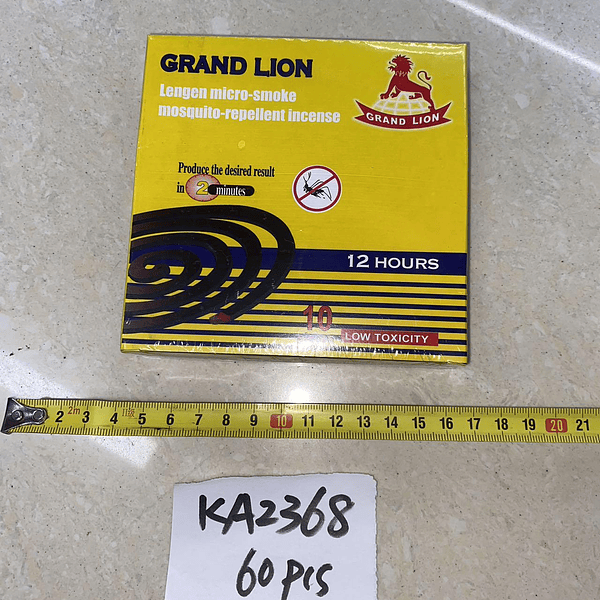 GRAND LION
Lengen micro-smoke
mosquito-repellent incense
GRAND LION
Produce the desired result
in 2 minutes
12 HOURS
10
LOW TOXICITY
2m
2 3 4 5 6 7 8 9 10 11 12 13 14 15 16 17 18 19 20 21
KA2368
60 pcs